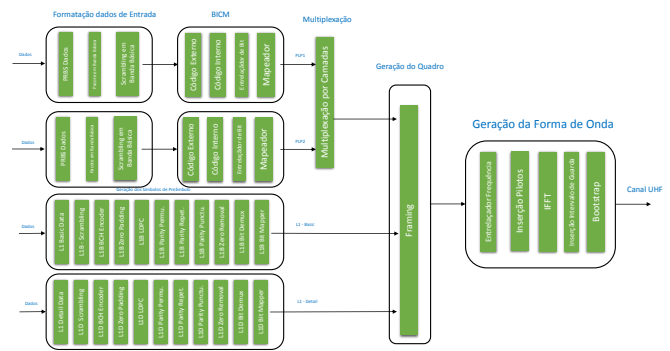 Formatação dados de Entrada
BICM
Multiplexação
Dados
PRBS Dados
Scrambling em Banda Básica
Código Externo
Código Interno
Entrelaçador de Bit
Mapeador
PLP1
Multiplexação por Camadas
Geração do Quadro
Dados
PRBS Dados
Scrambling em Banda Básica
Código Externo
Código Interno
Entrelaçador de Bit
Mapeador
PLP2
Framing
Geração da Forma de Onda
Entrelaçador Frequência
Inserção Pilotos
IFFT
Inserção Intervalo de Guarda
Bootstrap
Canal UHF
Geração dos Símbolos de Preâmbulo
Dados
L1 Basic Data
L1B - Scrambling
L1B BCH Encoder
L1B Zero Padding
L1B LDPC
L1B Parity Permu.
L1B Parity Repet.
L1B Parity Punctu.
L1B Zero Removal
L1B Bit Demux
L1B Bit Mapper
L1 - Basic
Dados
L1 Detail Data
L1D Scrambling
L1D BCH Encoder
L1D Zero Padding
L1D LDPC
L1D Parity Permu.
L1D Parity Repet.
L1D Parity Punctu.
L1D Zero Removal
L1D Bit Demux
L1D Bit Mapper
L1 - Detail